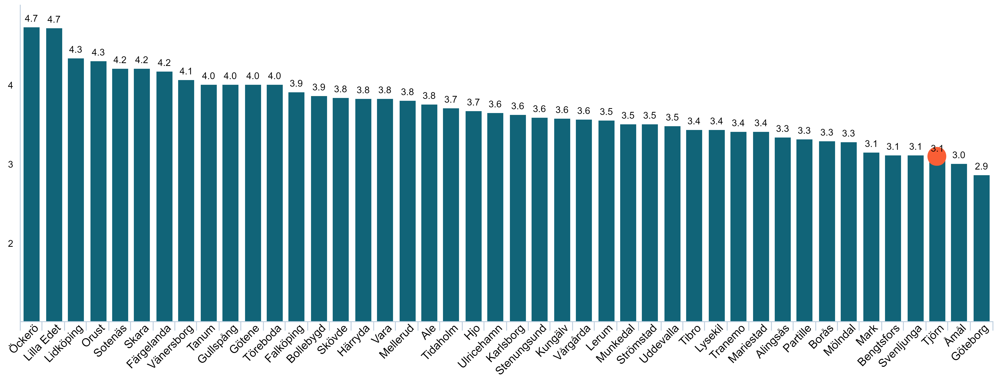 4.7 4.7 4.3 4.3 4.2 4.2 4.2 4.1 4.0 4.0 4.0 4.0 3.9 3.9 3.8 3.8 3.8 3.8 3.8 3.7 3.7 3.6 3.6 3.6 3.6 3.6 3.5 3.5 3.5 3.5 3.4 3.4 3.4 3.4 3.3 3.3 3.3 3.3 3.1 3.1 3.1 3.1 3.0 2.9
4
3
2
Öckerö
Lilla Edet
Lidköping
Orust
Sotenäs
Skara
Färgelanda
Vänersborg
Tanum
Gullspång
Götene
Töreboda
Falköping
Bollebygd
Skövde
Härryda
Vara
Mellerud
Ale
Tidaholm
Hjo
Ulricehamn
Karlsborg
Stenungsund
Kungälv
Vårgårda
Lerum
Munkedal
Strömstad
Uddevalla
Tibro
Lysekil
Tranemo
Mariestad
Alingsås
Partille
Borås
Mölndal
Mark
Bengtsfors
Svenljunga
Tjörn
Åmål
Göteborg